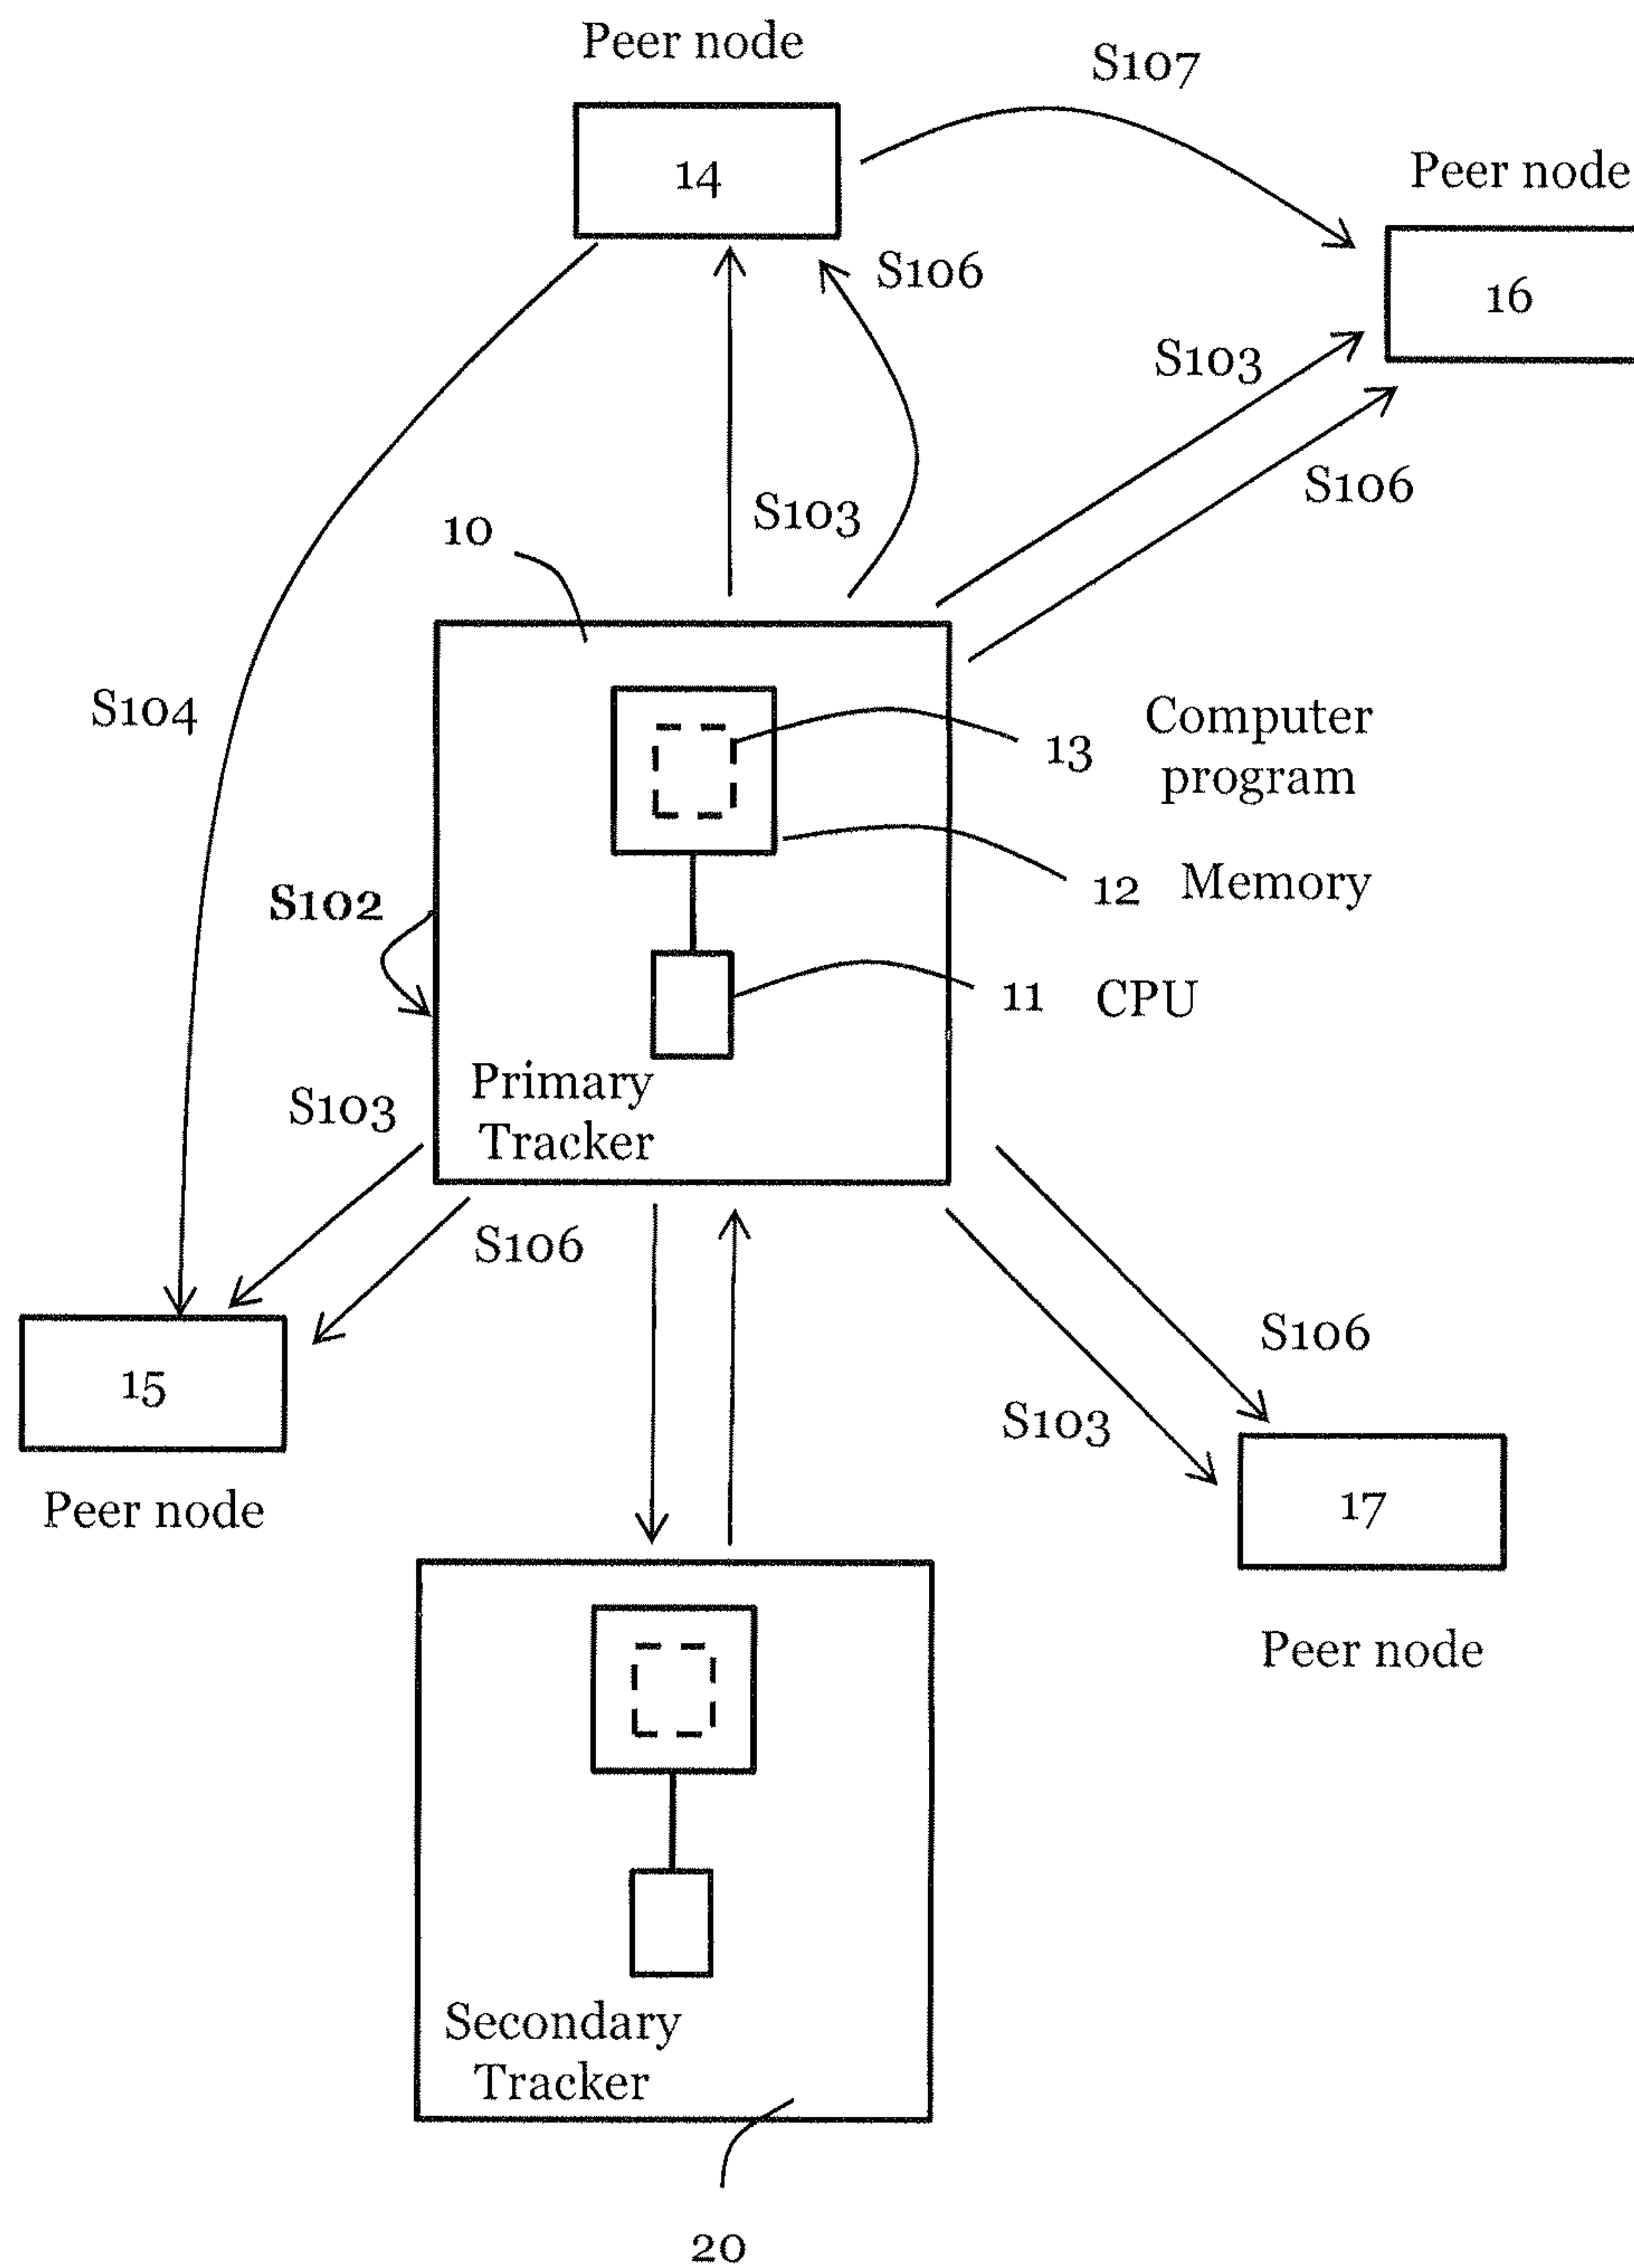 Peer node
S107
14
Peer node
S106
16
S103
S106
S103
10
S104
Computer
13
program
S102
12 Memory
11 CPU
Primary
S103
Tracker
S106
S106
15
S103
Peer node
17
Peer node
Secondary
Tracker
20